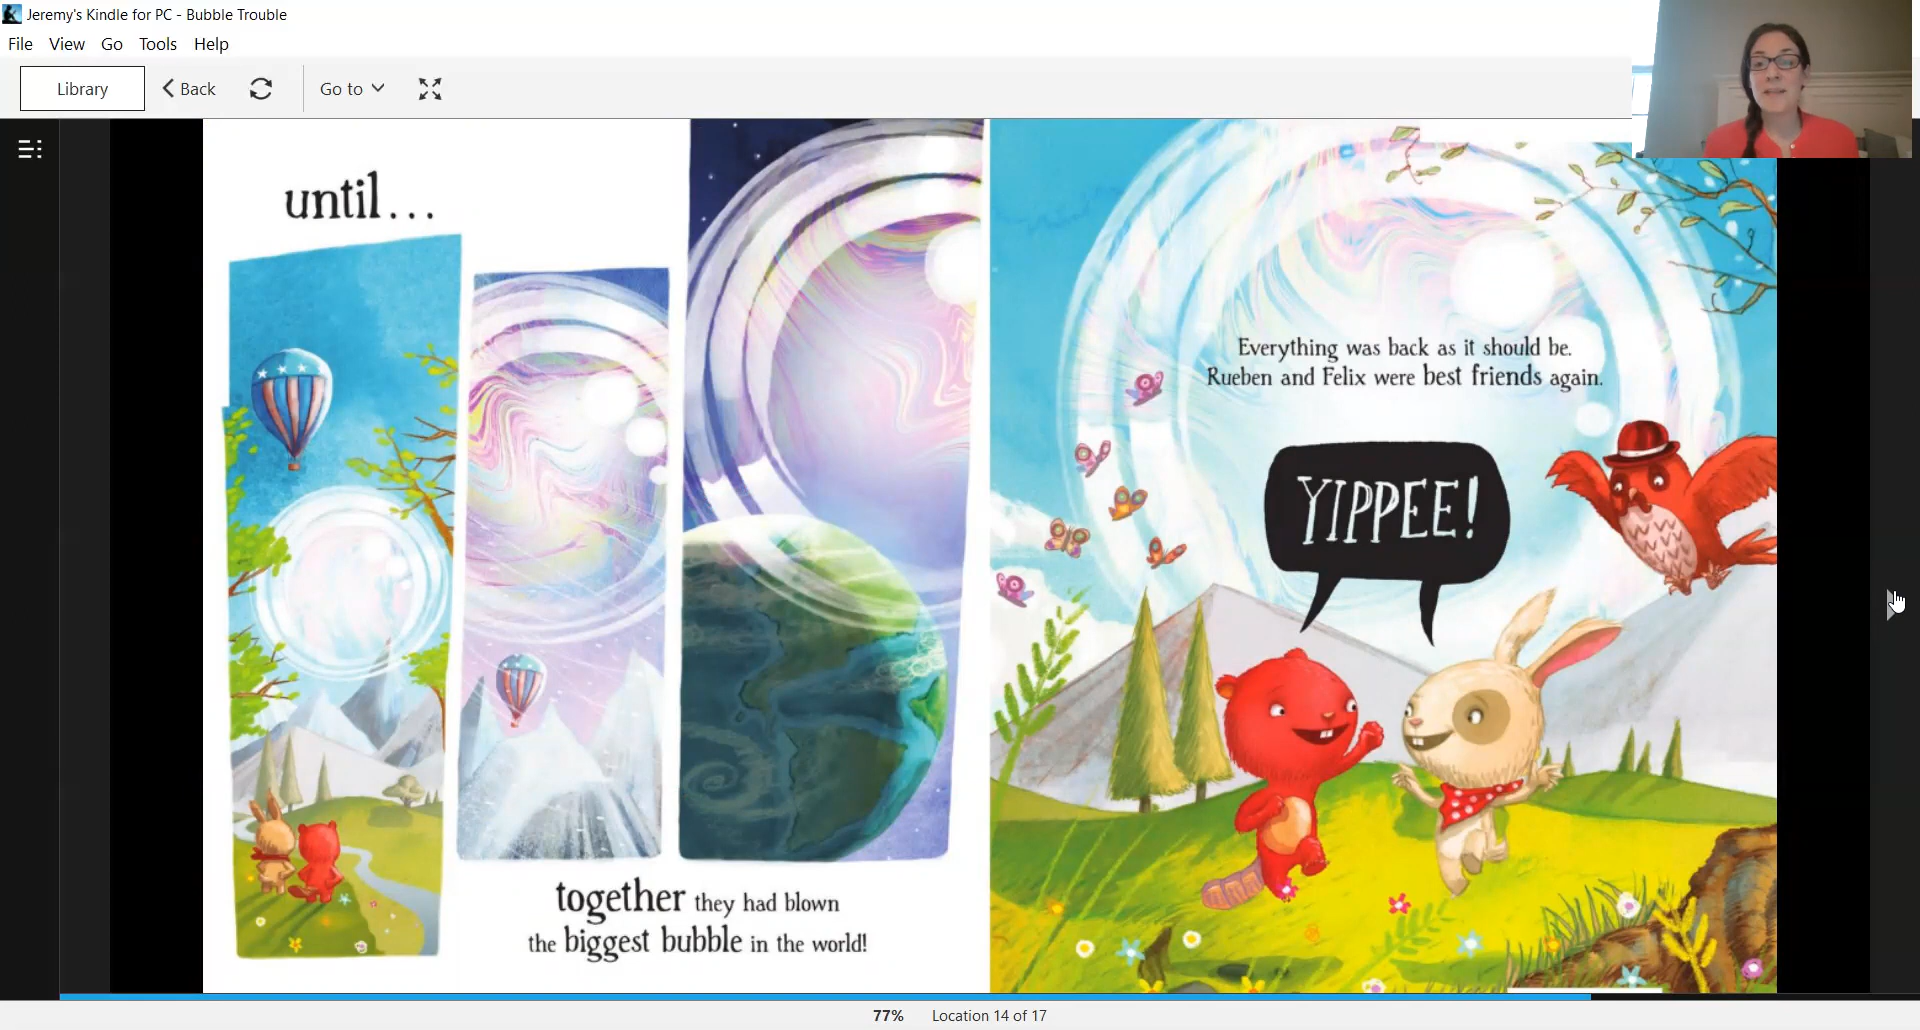 Jeremy's Kindle for PC - Bubble Trouble
File View Go Tools Help
Library Back Go to
until...
together they had blown
the biggest bubble in the world!
Everything was back as it should be.
Rueben and Felix were best friends again.
YIPPEE!
77% Location 14 of 17